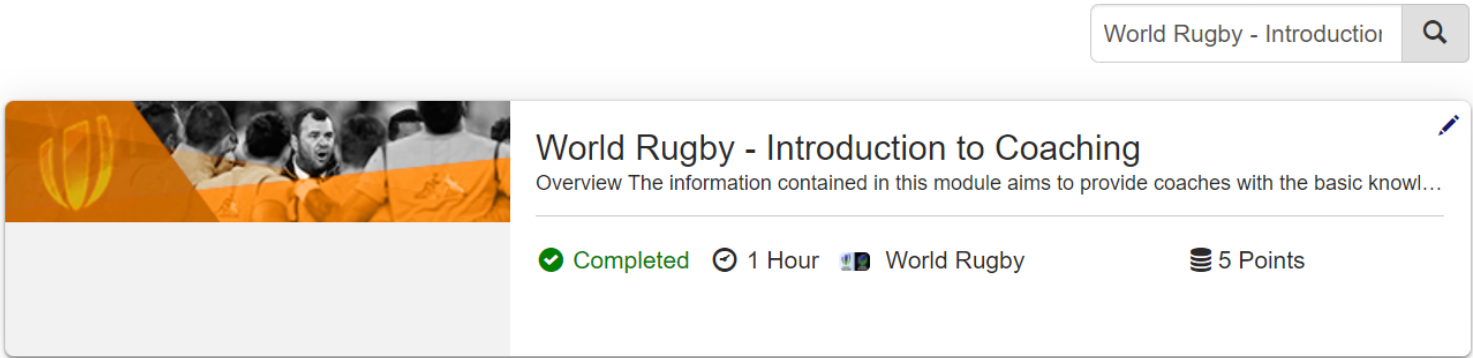 World Rugby - Introduction
World Rugby - Introduction to Coaching
Overview The information contained in this module aims to provide coaches with the basic knowl…
Completed 1 Hour World Rugby 5 Points